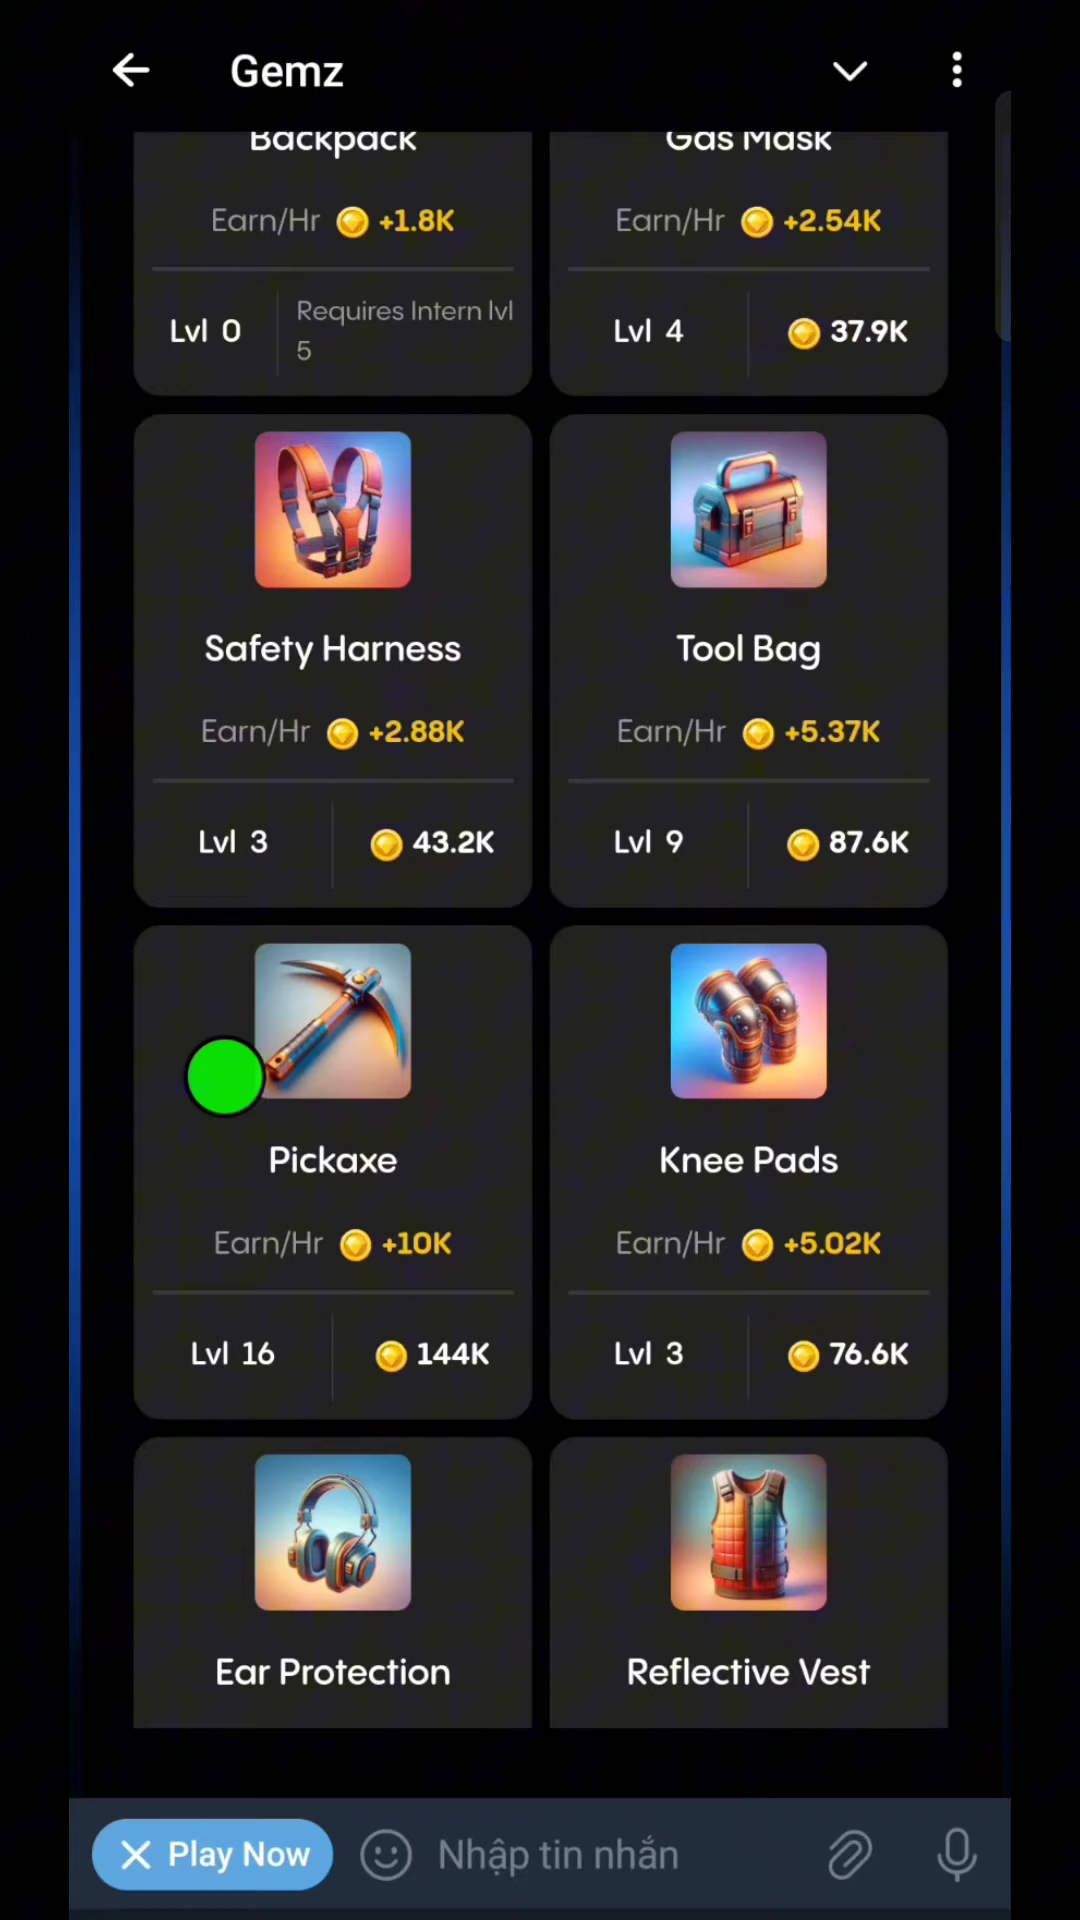 Gemz
Backpack
Gas Mask
Earn/Hr +1.8K
Earn/Hr +2.54K
Lvl 0
Requires Intern lvl
5
Lvl 4
37.9K
Safety Harness
Tool Bag
Earn/Hr +2.88K
Earn/Hr +5.37K
Lvl 3
43.2K
Lvl 9
87.6K
Pickaxe
Knee Pads
Earn/Hr +10K
Earn/Hr +5.02K
Lvl 16
144K
Lvl 3
76.6K
Ear Protection
Reflective Vest
Play Now
Nhập tin nhắn